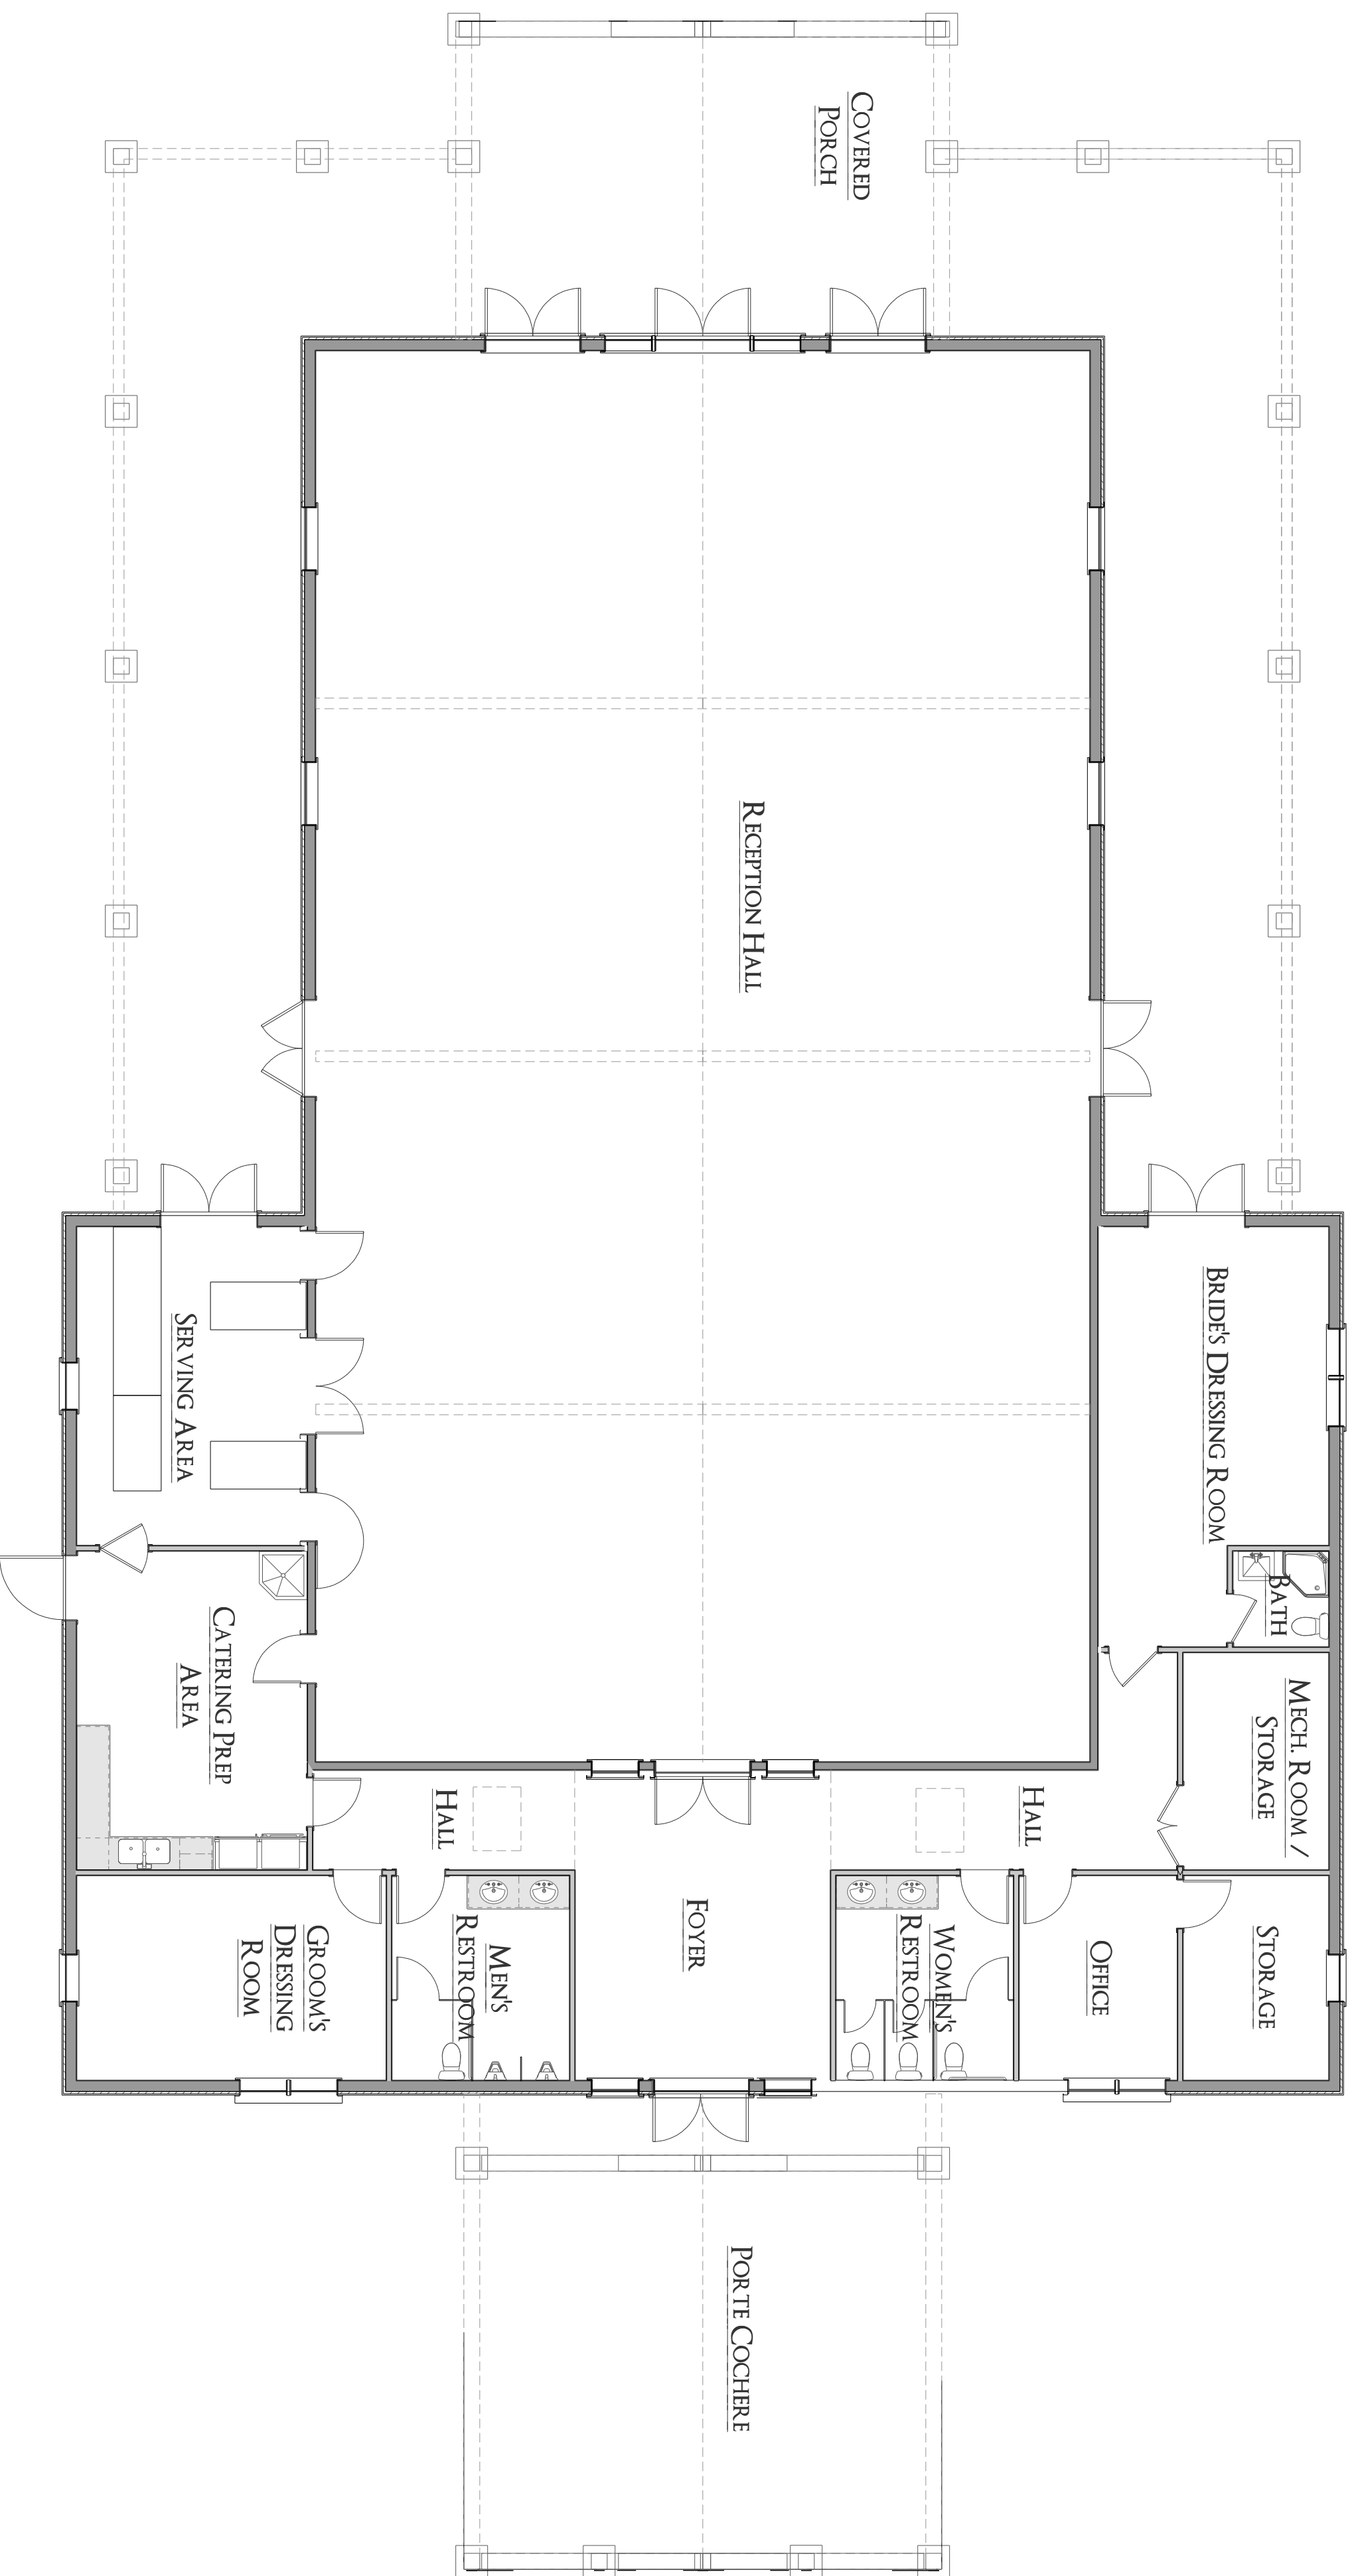 COVERED
PORCH
RECEPTION HALL
BRIDE'S DRESSING ROOM
BATH
MECH. ROOM /
STORAGE
SERVING AREA
CATERING PREP
AREA
HALL
HALL
STORAGE
OFFICE
WOMEN'S
RESTROOM
FOYER
MEN'S
RESTROOM
GROOM'S
DRESSING
ROOM
PORTE COCHERE